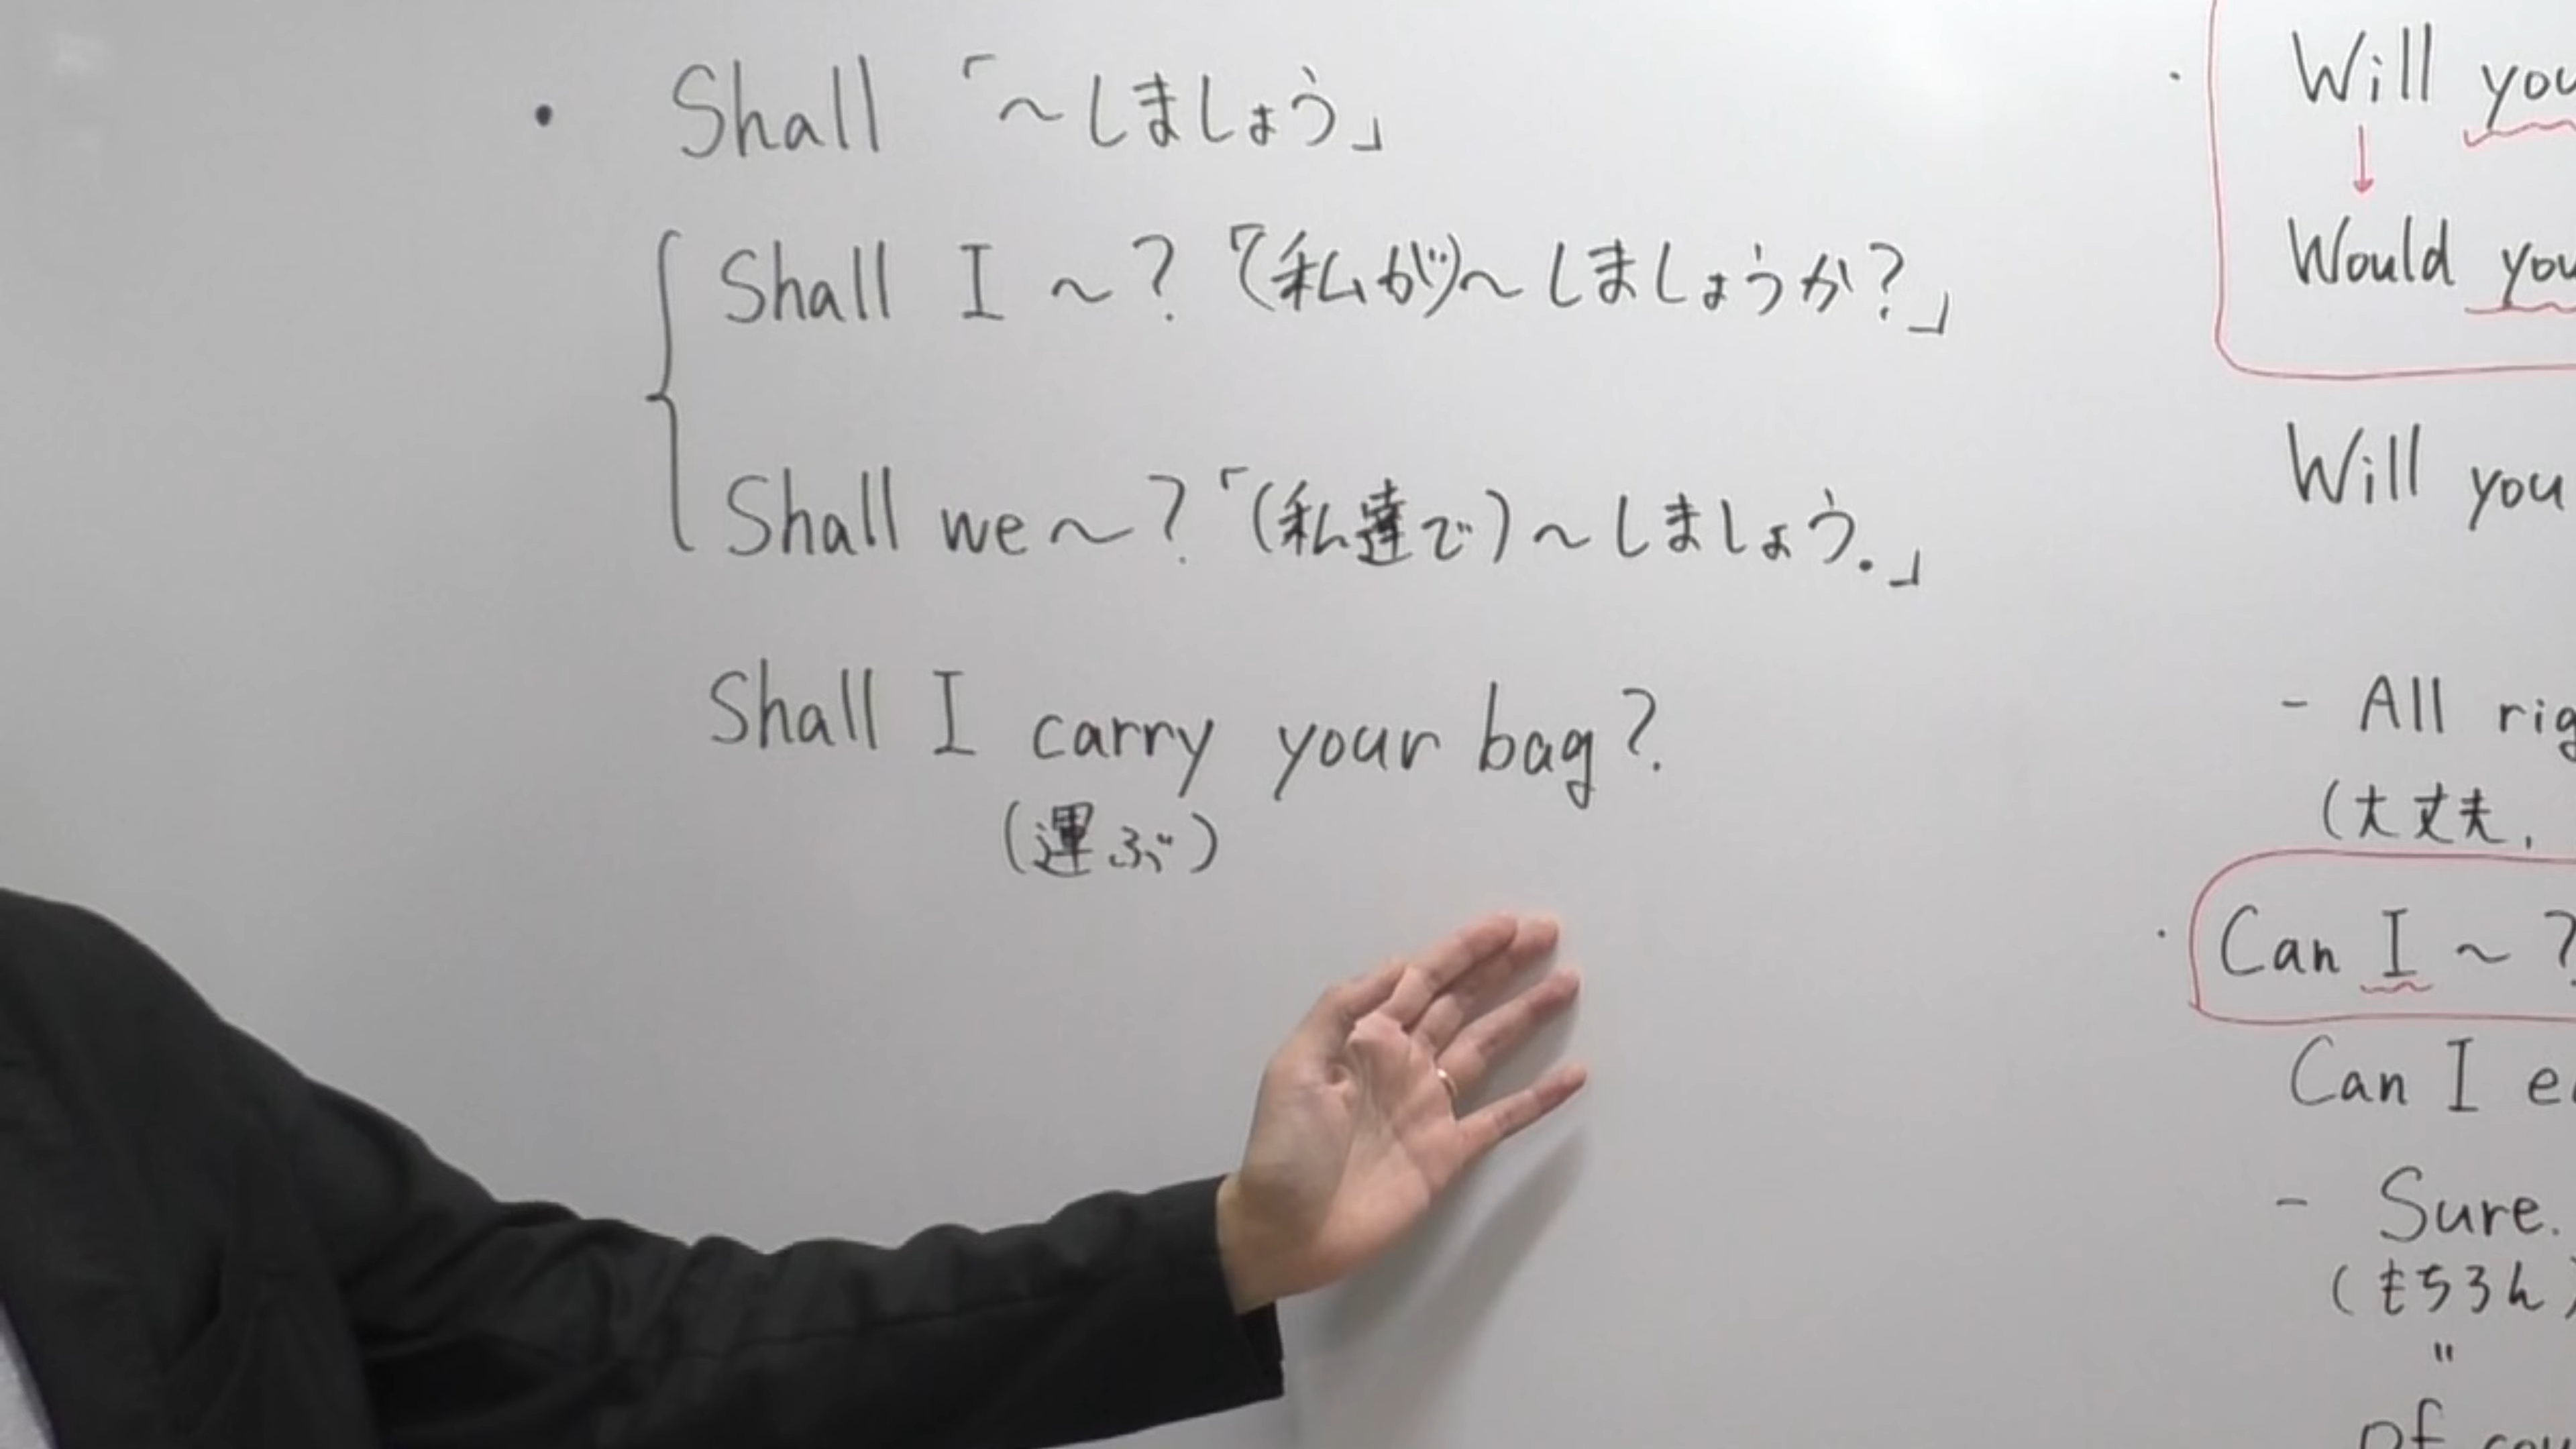 ・ Shall 「～しましょう」
Shall I ～? 「(私が)～しましょうか?」
Shall we ～? 「(私達で)～しましょう.」
Shall I carry your bag?
(運ぶ)
・ Will you
↓
Would you
Will you
- All
(大丈夫,
・ Can I ～ ?
Can I
- Sure.
(もちろん)
"
of